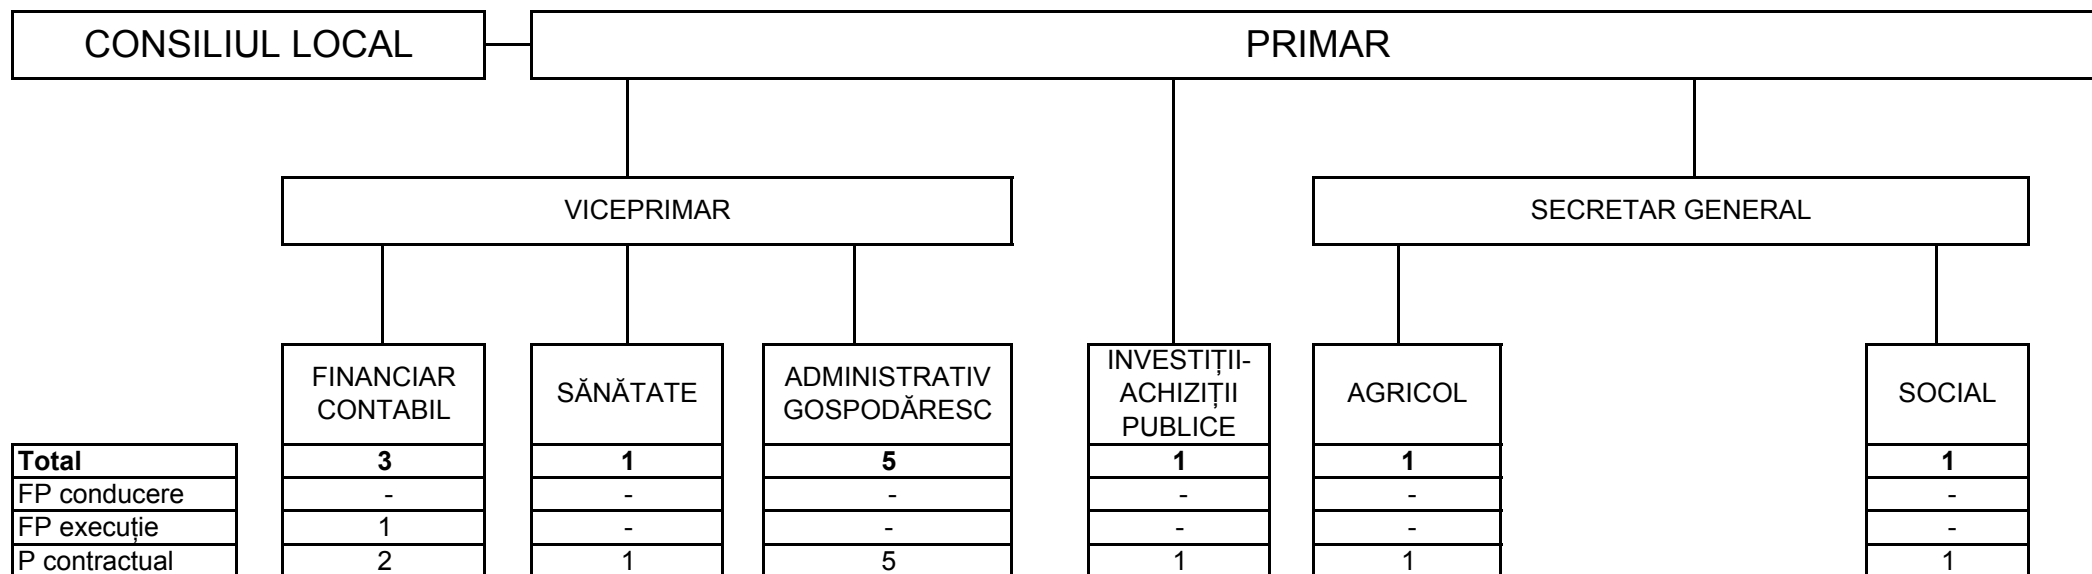 CONSILIUL LOCAL
PRIMAR
VICEPRIMAR
SECRETAR GENERAL
FINANCIAR
CONTABIL
SĂNĂTATE
ADMINISTRATIV
GOSPODĂRESC
INVESTIȚII-
ACHIZIȚII
PUBLICE
AGRICOL
SOCIAL
Total 3 1 5 1 1 1
FP conducere - - - - - -
FP execuție 1 - - - - -
P contractual 2 1 5 1 1 1